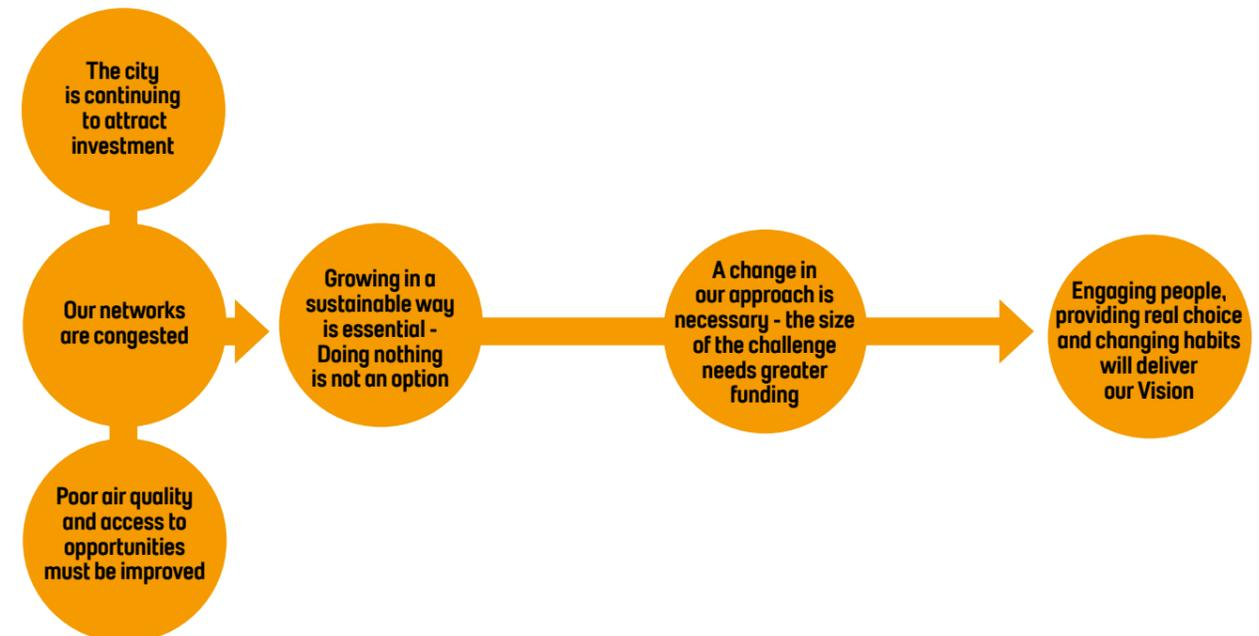 The city
is continuing
to attract
investment
Our networks
are congested
Poor air quality
and access to
opportunities
must be improved
Growing in a
sustainable way
is essential -
Doing nothing
is not an option
A change in
our approach is
necessary - the size
of the challenge
needs greater
funding
Engaging people,
providing real choice
and changing habits
will deliver
our Vision